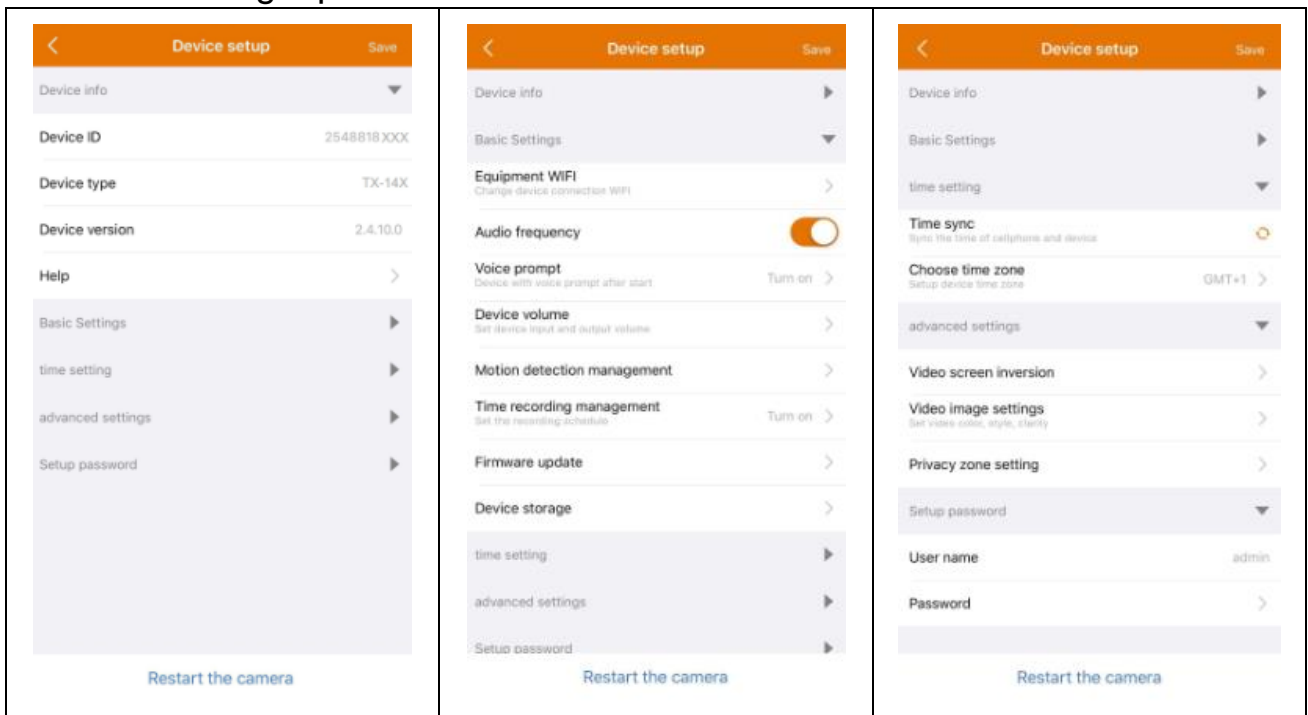 Device setup Save
Device info
Device ID 2548818XXX
Device type TX-14X
Device version 2.4.10.0
Help
Basic Settings
time setting
advanced settings
Setup password
Restart the camera
Device setup Save
Device info
Basic Settings
Equipment WIFI
Change device connection WIFI
Audio frequency
Voice prompt Turn on
Device with voice prompt after start
Device volume
Set device input and output volume
Motion detection management
Time recording management Turn on
Set the recording schedule
Firmware update
Device storage
time setting
advanced settings
Setup password
Restart the camera
Device setup Save
Device info
Basic Settings
time setting
Time sync
Sync the time of cellphone and device
Choose time zone GMT+1
Setup device time zone
advanced settings
Video screen inversion
Video image settings
Set video color, style, clarity
Privacy zone setting
Setup password
User name admin
Password
Restart the camera